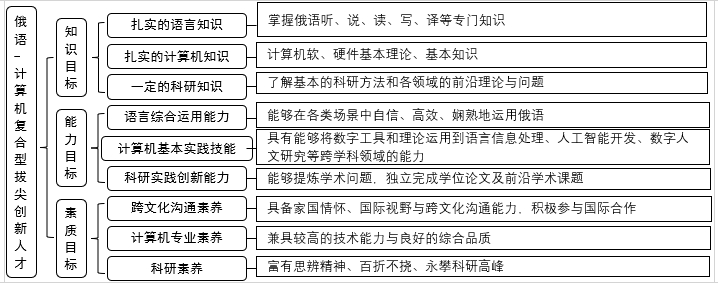 俄语-计算机复合型拔尖创新人才
知识目标
扎实的语言知识
掌握俄语听、说、读、写、译等专门知识
扎实的计算机知识
计算机软、硬件基本理论、基本知识
一定的科研知识
了解基本的科研方法和各领域的前沿理论与问题
能力目标
语言综合运用能力
能够在各类场景中自信、高效、娴熟地运用俄语
计算机基本实践技能
具有能够将数字工具和理论运用到语言信息处理、人工智能开发、数字人
文研究等跨学科领域的能力
科研实践创新能力
能够提炼学术问题，独立完成学位论文及前沿学术课题
素质目标
跨文化沟通素养
具备家国情怀、国际视野与跨文化沟通能力，积极参与国际合作
计算机专业素养
兼具较高的技术能力与良好的综合品质
科研素养
富有思辨精神、百折不挠、永攀科研高峰